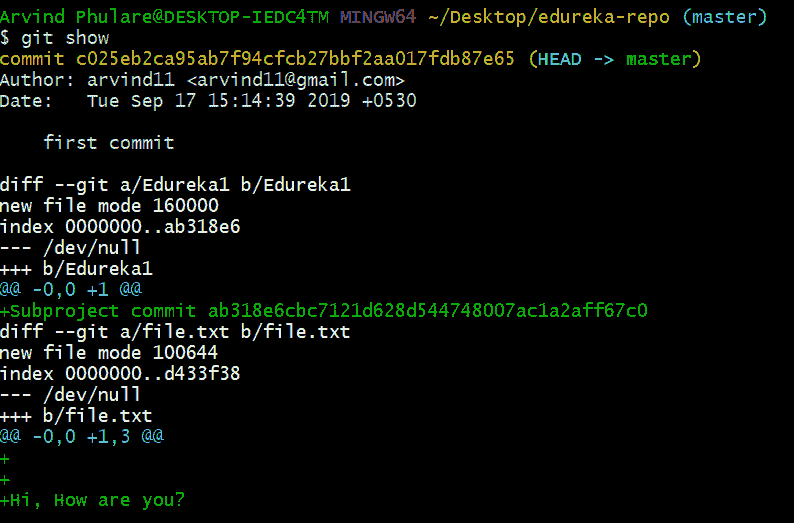 Arvind Phulare@DESKTOP-IEDC4TM MINGW64 ~/Desktop/edureka-repo (master)
$ git show
commit c025eb2ca95ab7f94cfcb27bbf2aa017fdb87e65 (HEAD -> master)
Author: arvind11 <arvind11@gmail.com>
Date:   Tue Sep 17 15:14:39 2019 +0530

    first commit

diff --git a/Edureka1 b/Edureka1
new file mode 160000
index 0000000..ab318e6
--- /dev/null
+++ b/Edureka1
@@ -0,0 +1 @@
+Subproject commit ab318e6cbc7121d628d544748007ac1a2aff67c0
diff --git a/file.txt b/file.txt
new file mode 100644
index 0000000..d433f38
--- /dev/null
+++ b/file.txt
@@ -0,0 +1,3 @@
+
+
+Hi, How are you?